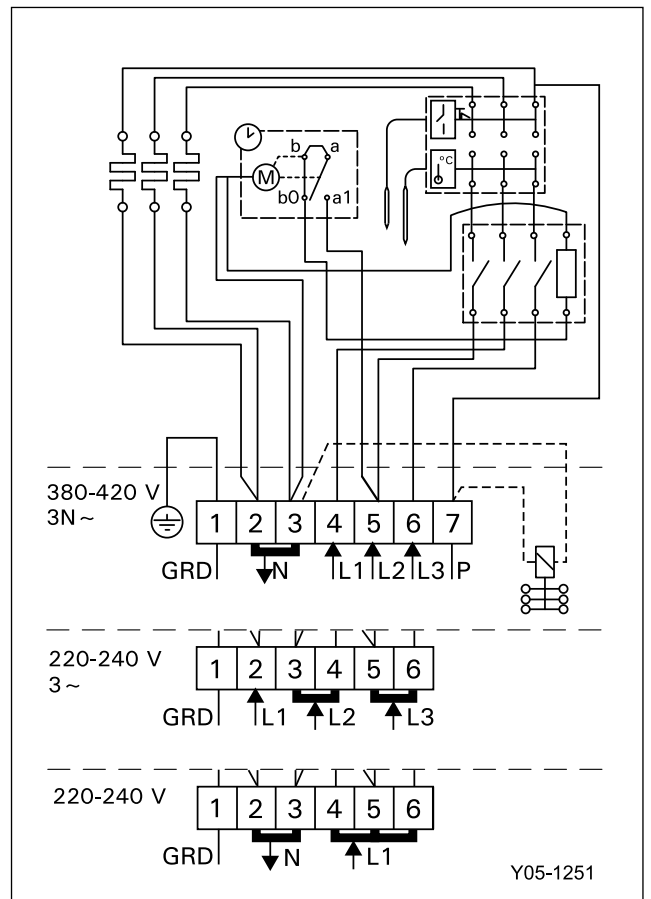 b a
M
b0 a1
°C
380-420 V
3N~
1 2 3 4 5 6 7
GRD N L1 L2 L3 P
220-240 V
3~
1 2 3 4 5 6
GRD L1 L2 L3
220-240 V
1 2 3 4 5 6
GRD N L1
Y05-1251